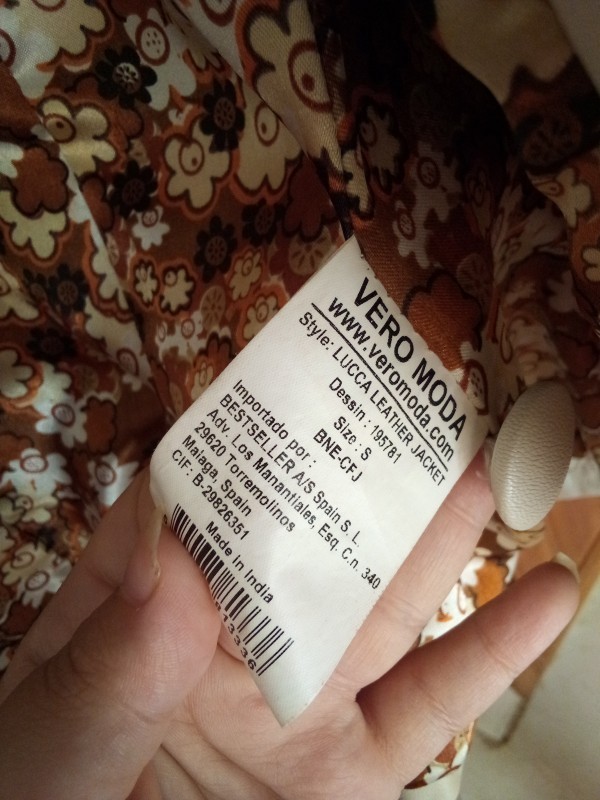 VERO MODA
www.veromoda.com
Style: LUCCA LEATHER JACKET
Dessin : 195781
Size : S
BNE-CFJ
Importado por :
BESTSELLER A/S Spain S. L.
Adv. Los Manantiales, Esq. C.n. 340
29620 Torremolinos
Malaga, Spain
CIF: B-29826351
Made in India